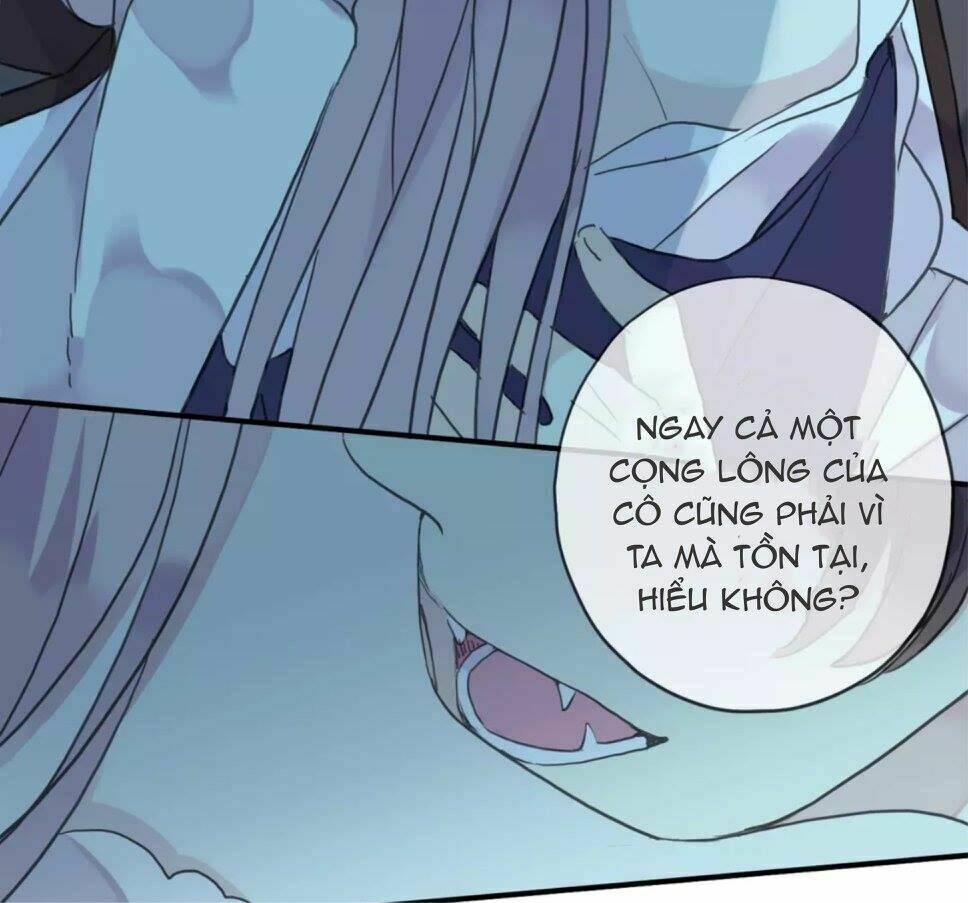 NGAY CẢ MỘT
CỌNG LÔNG CỦA
CÔ CŨNG PHẢI VÌ
TA MÀ TỒN TẠI,
HIỂU KHÔNG?